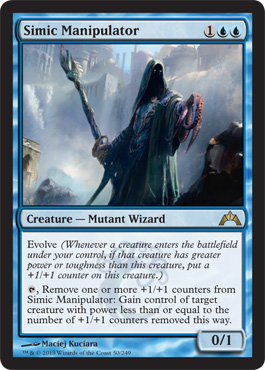 Simic Manipulator 1
Creature — Mutant Wizard
Evolve (Whenever a creature enters the battlefield
under your control, if that creature has greater
power or toughness than this creature, put a
+1/+1 counter on this creature.)
, Remove one or more +1/+1 counters from
Simic Manipulator: Gain control of target
creature with power less than or equal to the
number of +1/+1 counters removed this way.
0/1
Maciej Kuciara
™ & © 2013 Wizards of the Coast 50/249